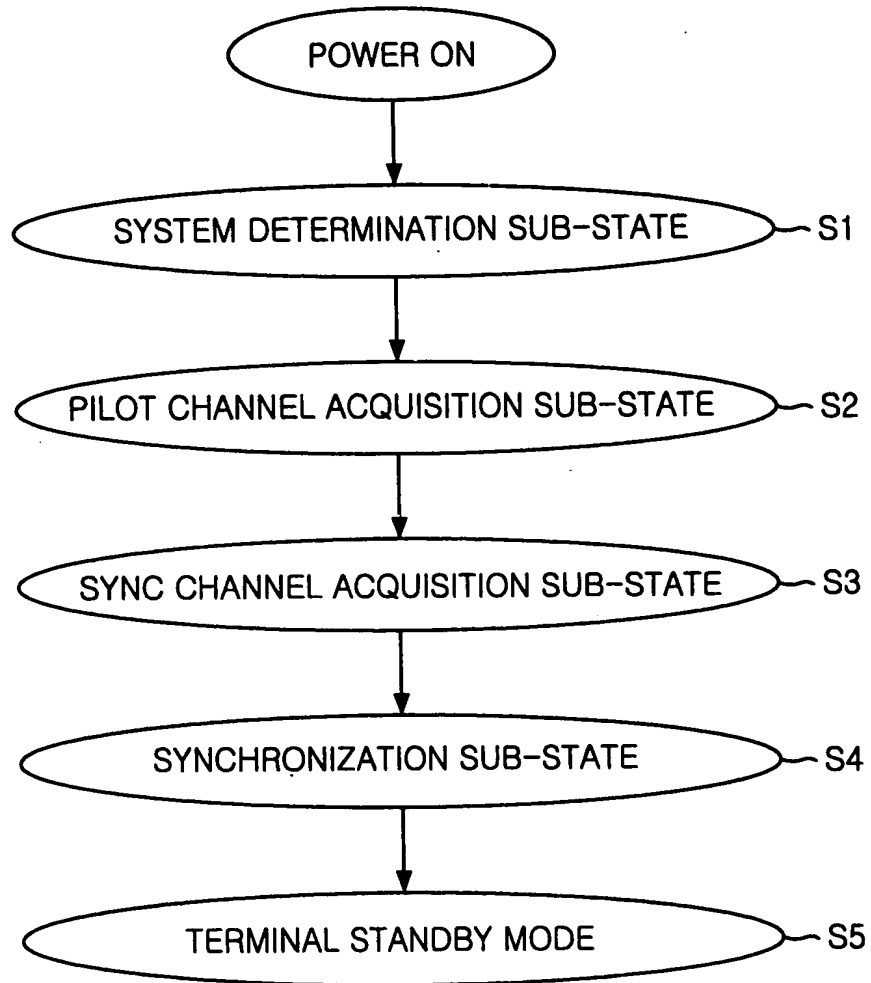 POWER ON
SYSTEM DETERMINATION SUB-STATE S1
PILOT CHANNEL ACQUISITION SUB-STATE S2
SYNC CHANNEL ACQUISITION SUB-STATE S3
SYNCHRONIZATION SUB-STATE S4
TERMINAL STANDBY MODE S5